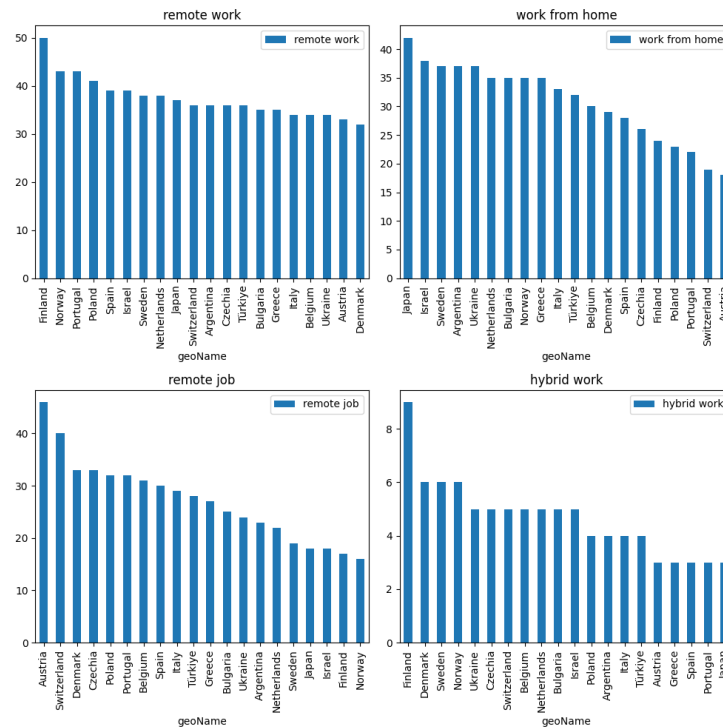 remote work
remote work
50
40
30
20
10
0
Finland
Norway
Portugal
Poland
Spain
Israel
Sweden
Netherlands
Japan
Switzerland
Argentina
Czechia
Türkiye
Bulgaria
Greece
Italy
Belgium
Ukraine
Austria
Denmark
geoName
work from home
work from home
40
35
30
25
20
15
10
5
0
Japan
Israel
Sweden
Argentina
Ukraine
Netherlands
Bulgaria
Norway
Greece
Italy
Türkiye
Belgium
Denmark
Spain
Czechia
Finland
Poland
Portugal
Switzerland
Austria
geoName
remote job
remote job
40
30
20
10
0
Austria
Switzerland
Denmark
Czechia
Poland
Portugal
Belgium
Spain
Italy
Türkiye
Greece
Bulgaria
Ukraine
Argentina
Netherlands
Sweden
Japan
Israel
Finland
Norway
geoName
hybrid work
hybrid work
8
6
4
2
0
Finland
Denmark
Sweden
Norway
Switzerland
Czechia
Belgium
Argentina
Netherlands
Bulgaria
Israel
Poland
Ukraine
Italy
Türkiye
Austria
Greece
Spain
Portugal
Japan
geoName